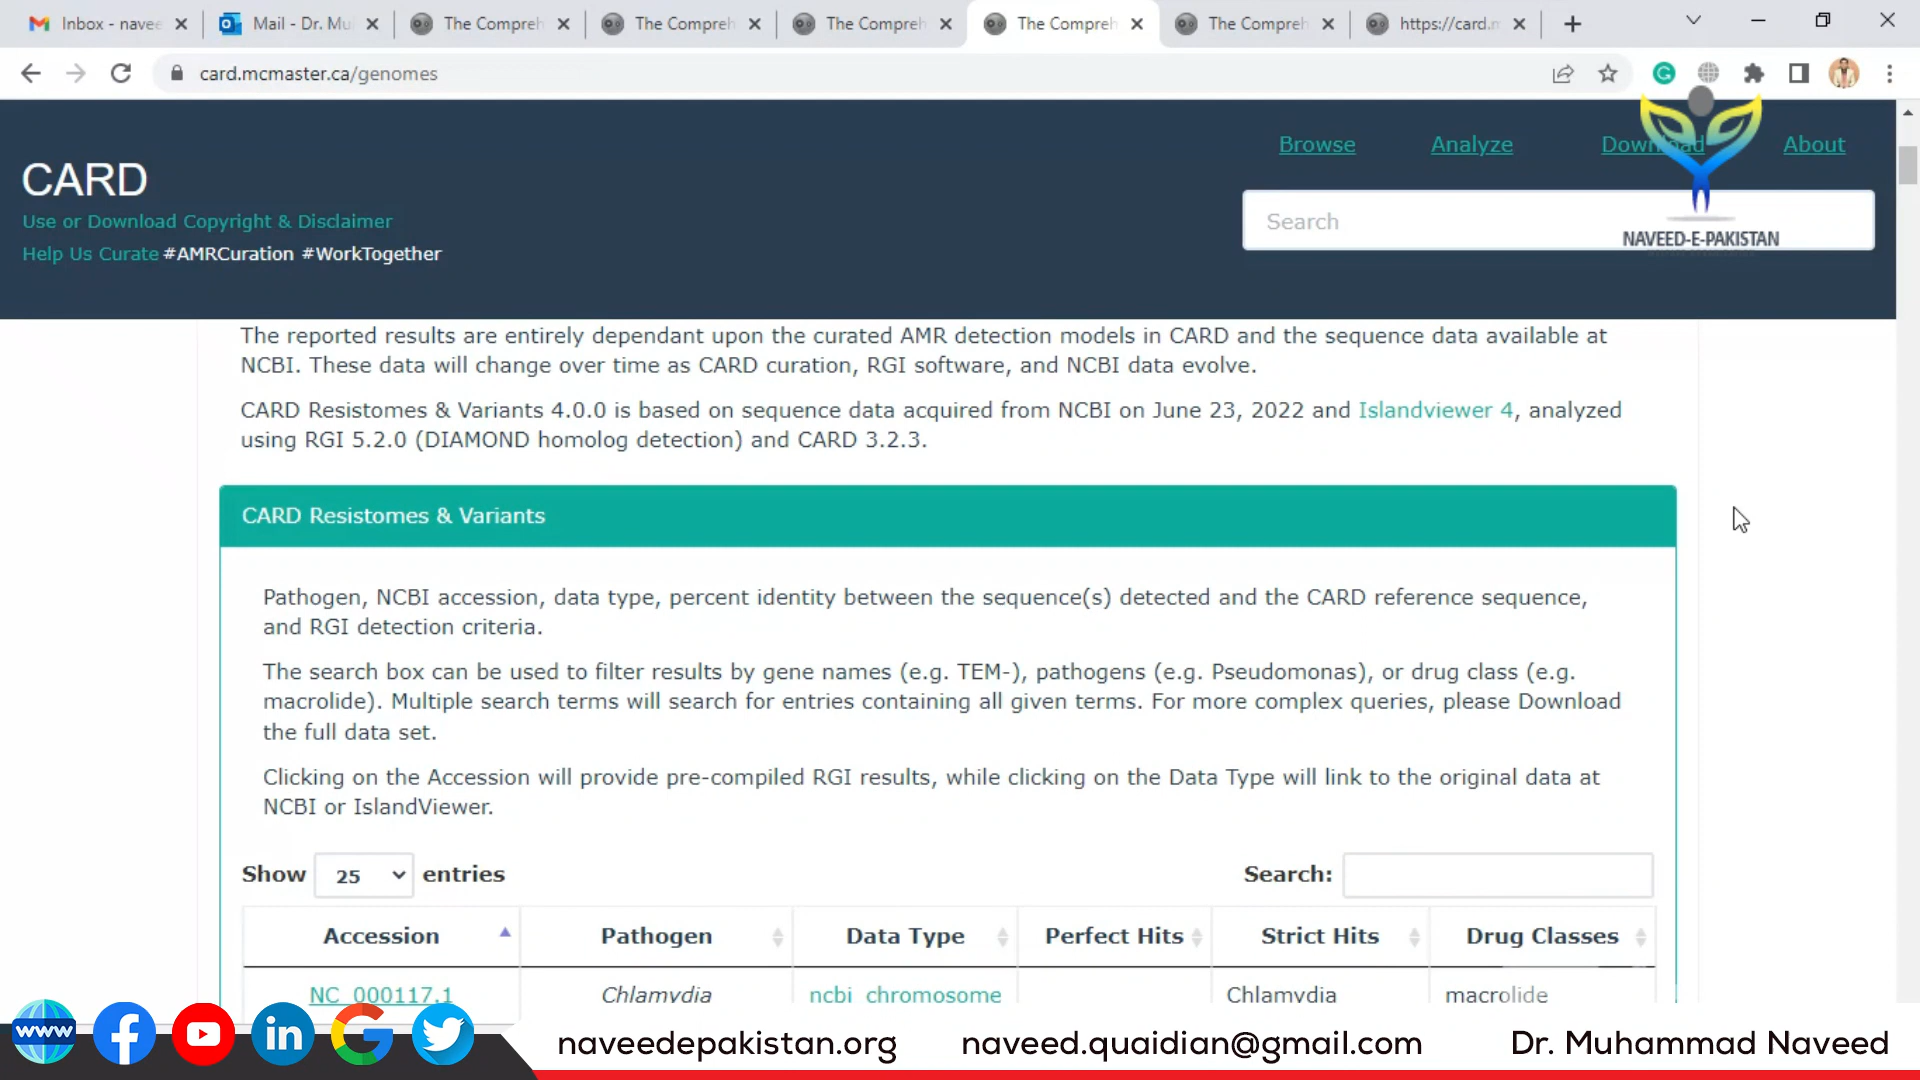 Inbox - navee
Mail - Dr. Mu
The Compreh
The Compreh
The Compreh
The Compreh
The Compreh
https://card.m
card.mcmaster.ca/genomes
Browse
Analyze
Download
About
CARD
Use or Download Copyright & Disclaimer
Help Us Curate #AMRCuration #WorkTogether
Search
NAVEED-E-PAKISTAN
The reported results are entirely dependant upon the curated AMR detection models in CARD and the sequence data available at
NCBI. These data will change over time as CARD curation, RGI software, and NCBI data evolve.
CARD Resistomes & Variants 4.0.0 is based on sequence data acquired from NCBI on June 23, 2022 and Islandviewer 4, analyzed
using RGI 5.2.0 (DIAMOND homolog detection) and CARD 3.2.3.
CARD Resistomes & Variants
Pathogen, NCBI accession, data type, percent identity between the sequence(s) detected and the CARD reference sequence,
and RGI detection criteria.
The search box can be used to filter results by gene names (e.g. TEM-), pathogens (e.g. Pseudomonas), or drug class (e.g.
macrolide). Multiple search terms will search for entries containing all given terms. For more complex queries, please Download
the full data set.
Clicking on the Accession will provide pre-compiled RGI results, while clicking on the Data Type will link to the original data at
NCBI or IslandViewer.
Show 25 entries
Search:
Accession Pathogen Data Type Perfect Hits Strict Hits Drug Classes
NC_000117.1 Chlamydia ncbi_chromosome Chlamydia macrolide
www
in
naveedepakistan.org naveed.quaidian@gmail.com Dr. Muhammad Naveed